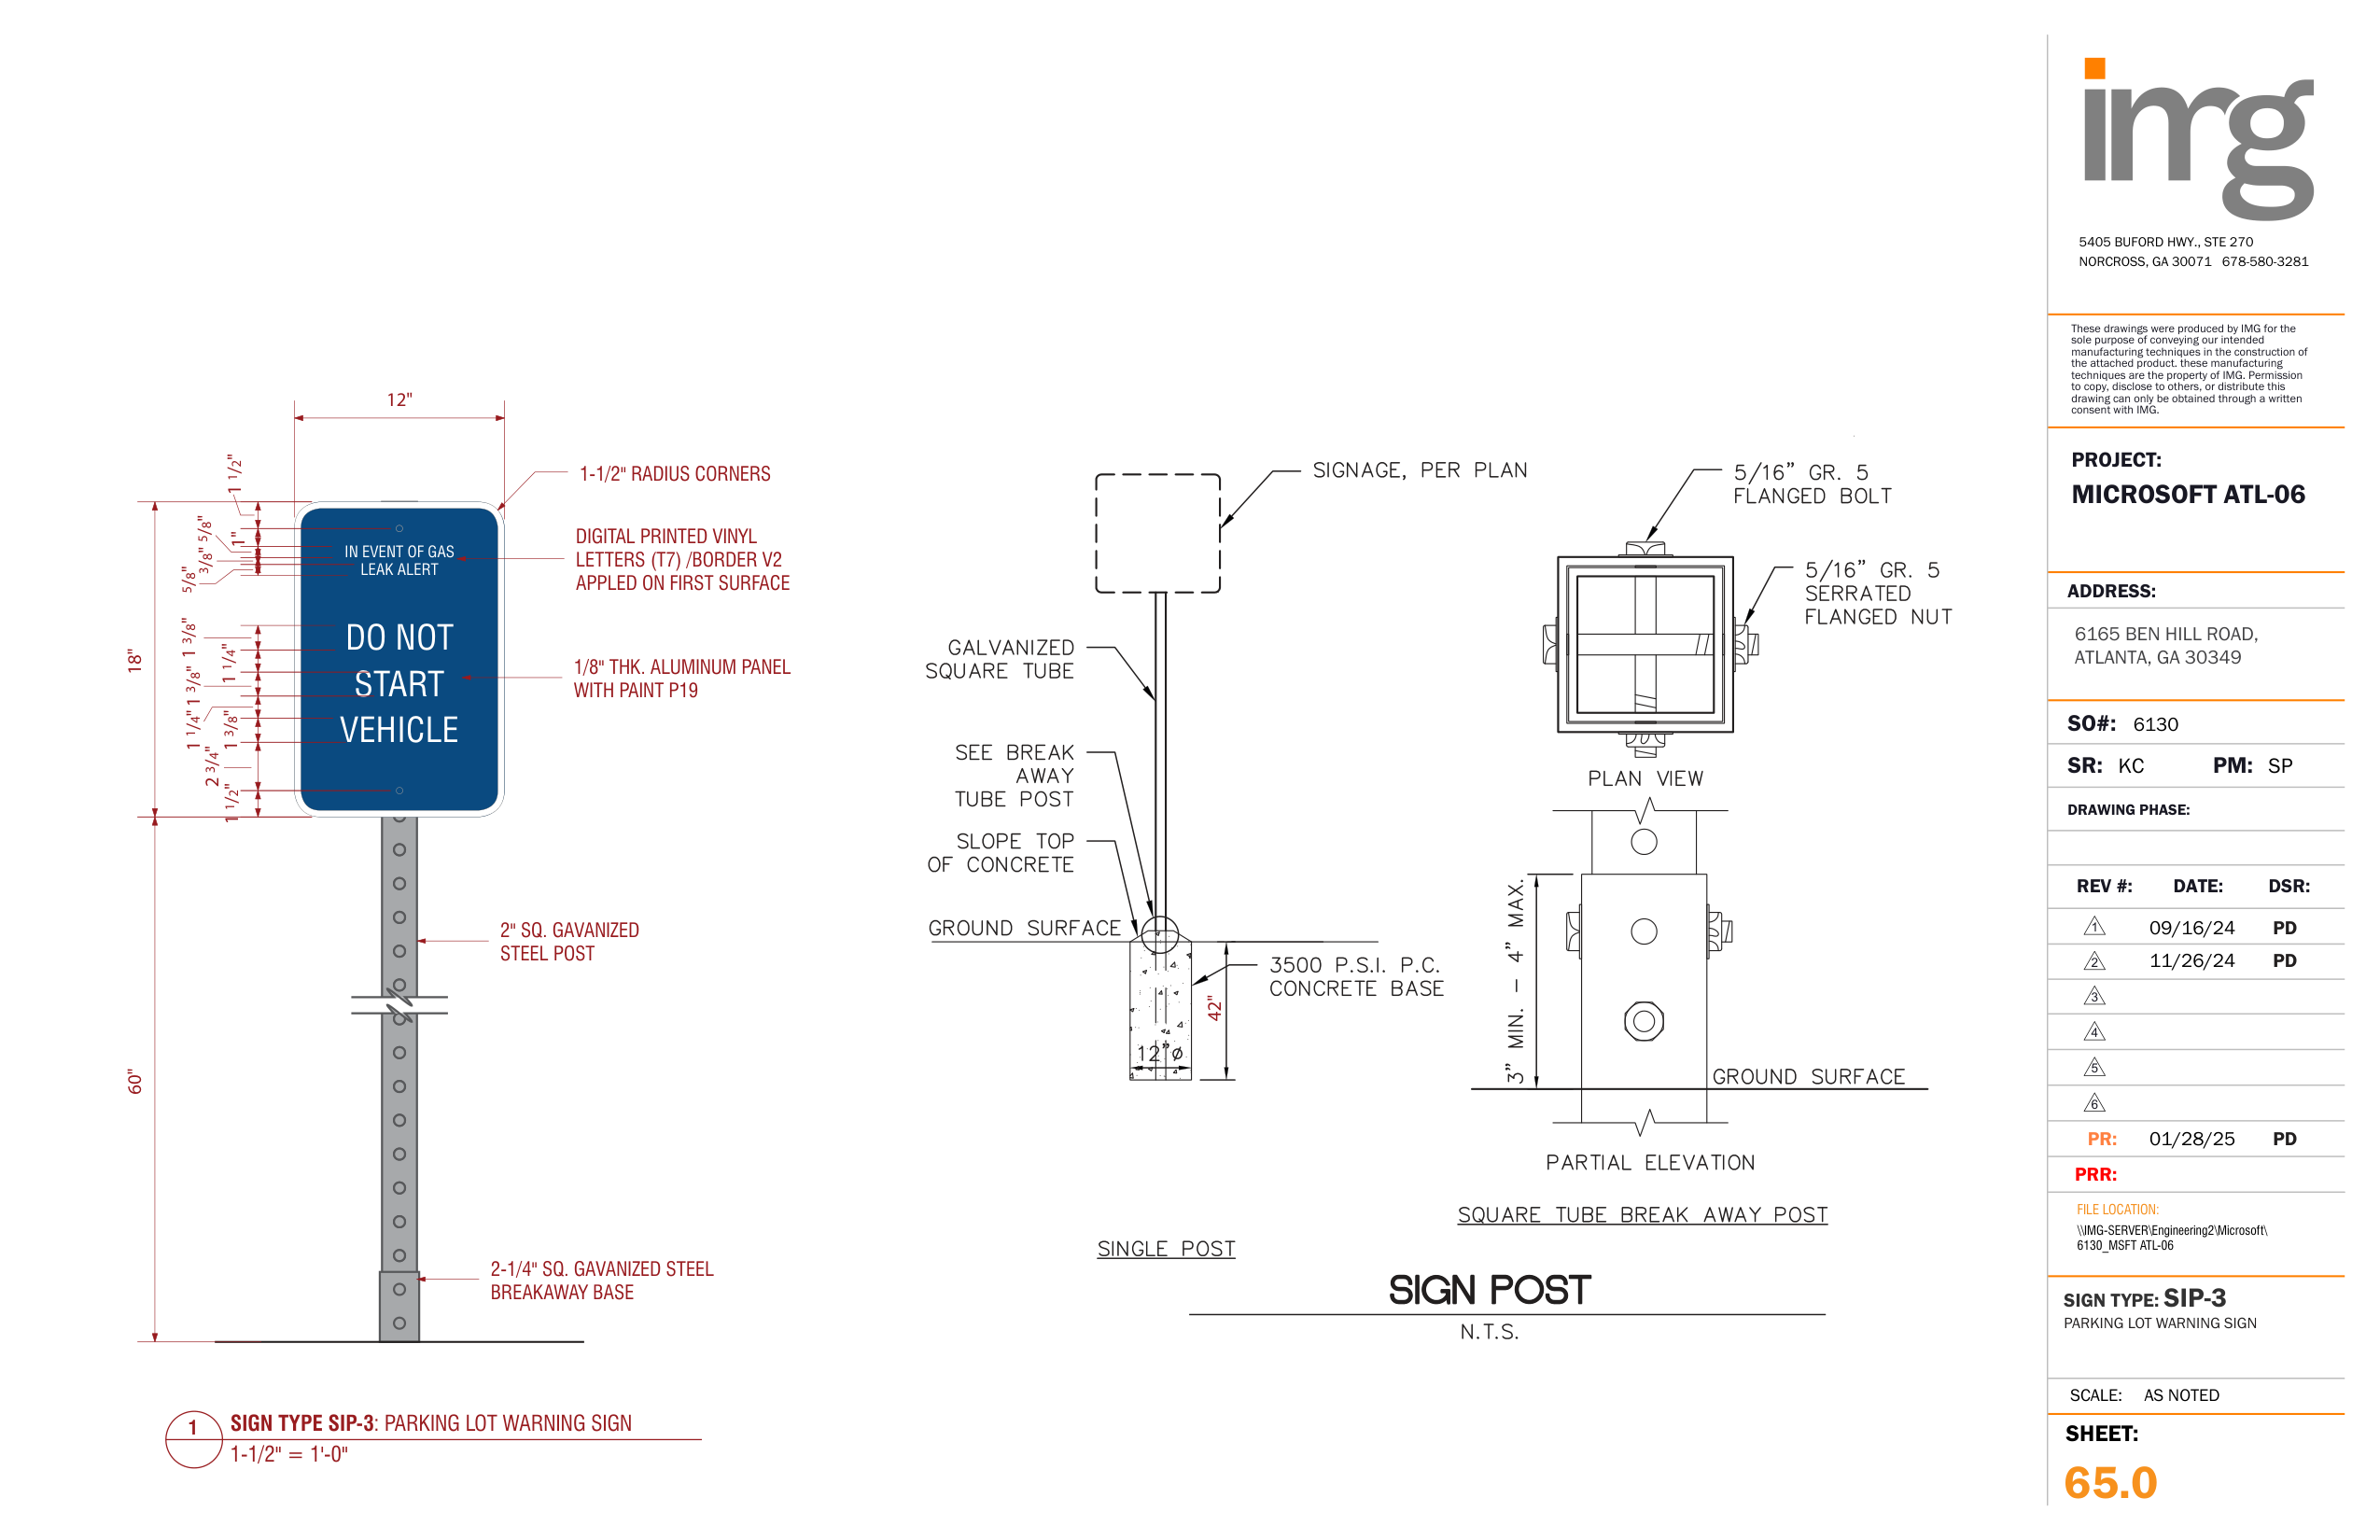 12"
1 1/2"
5/8"
1"
3/8"
5/8"
1 3/8"
1 1/4"
1 3/8"
1 1/4"
1 3/8"
2 3/4"
1 1/2"
18"
60"
IN EVENT OF GAS
LEAK ALERT
DO NOT
START
VEHICLE
1-1/2" RADIUS CORNERS
DIGITAL PRINTED VINYL
LETTERS (T7) /BORDER V2
APPLED ON FIRST SURFACE
1/8" THK. ALUMINUM PANEL
WITH PAINT P19
2" SQ. GAVANIZED
STEEL POST
2-1/4" SQ. GAVANIZED STEEL
BREAKAWAY BASE
1
SIGN TYPE SIP-3: PARKING LOT WARNING SIGN
1-1/2" = 1'-0"
SIGNAGE, PER PLAN
GALVANIZED
SQUARE TUBE
SEE BREAK
AWAY
TUBE POST
SLOPE TOP
OF CONCRETE
GROUND SURFACE
3500 P.S.I. P.C.
CONCRETE BASE
42"
12"ø
SINGLE POST
5/16" GR. 5
FLANGED BOLT
5/16" GR. 5
SERRATED
FLANGED NUT
PLAN VIEW
3" MIN. – 4" MAX.
GROUND SURFACE
PARTIAL ELEVATION
SQUARE TUBE BREAK AWAY POST
SIGN POST
N.T.S.
img
5405 BUFORD HWY., STE 270
NORCROSS, GA 30071 678-580-3281
These drawings were produced by IMG for the
sole purpose of conveying our intended
manufacturing techniques in the construction of
the attached product. these manufacturing
techniques are the property of IMG. Permission
to copy, disclose to others, or distribute this
drawing can only be obtained through a written
consent with IMG.
PROJECT:
MICROSOFT ATL-06
ADDRESS:
6165 BEN HILL ROAD,
ATLANTA, GA 30349
SO#: 6130
SR: KC PM: SP
DRAWING PHASE:
REV #: DATE: DSR:
1 09/16/24 PD
2 11/26/24 PD
3
4
5
6
PR: 01/28/25 PD
PRR:
FILE LOCATION:
\\IMG-SERVER\Engineering2\Microsoft\
6130_MSFT ATL-06
SIGN TYPE: SIP-3
PARKING LOT WARNING SIGN
SCALE: AS NOTED
SHEET:
65.0